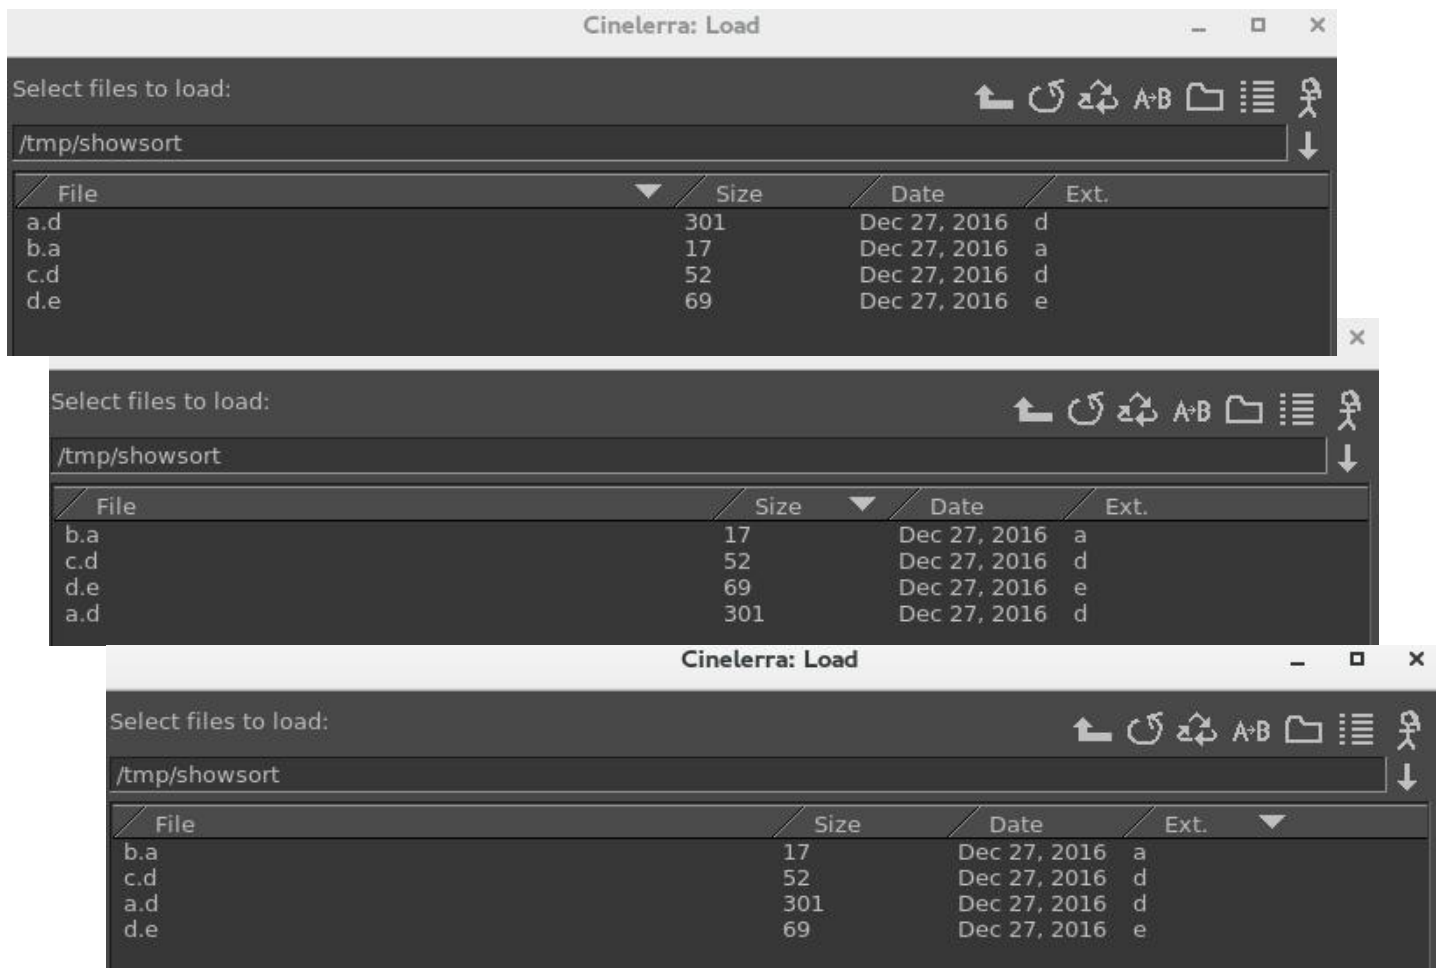 Cinelerra: Load
Select files to load:
A→B
/tmp/showsort
File Size Date Ext.
a.d 301 Dec 27, 2016 d
b.a 17 Dec 27, 2016 a
c.d 52 Dec 27, 2016 d
d.e 69 Dec 27, 2016 e
Select files to load:
A→B
/tmp/showsort
File Size Date Ext.
b.a 17 Dec 27, 2016 a
c.d 52 Dec 27, 2016 d
d.e 69 Dec 27, 2016 e
a.d 301 Dec 27, 2016 d
Cinelerra: Load
Select files to load:
A→B
/tmp/showsort
File Size Date Ext.
b.a 17 Dec 27, 2016 a
c.d 52 Dec 27, 2016 d
a.d 301 Dec 27, 2016 d
d.e 69 Dec 27, 2016 e